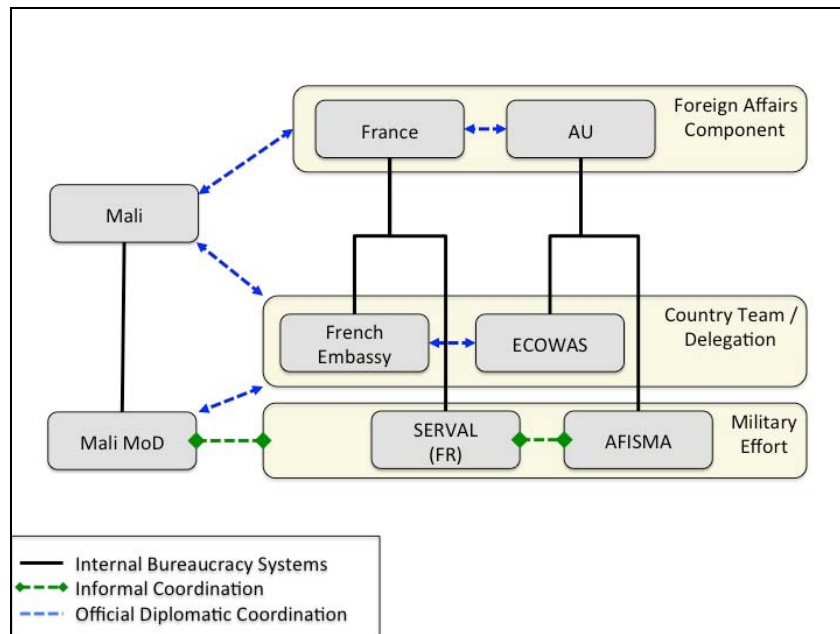 Foreign Affairs
Component
France
AU
Mali
Country Team /
Delegation
French
Embassy
ECOWAS
Military
Effort
Mali MoD
SERVAL
(FR)
AFISMA
Internal Bureaucracy Systems
Informal Coordination
Official Diplomatic Coordination